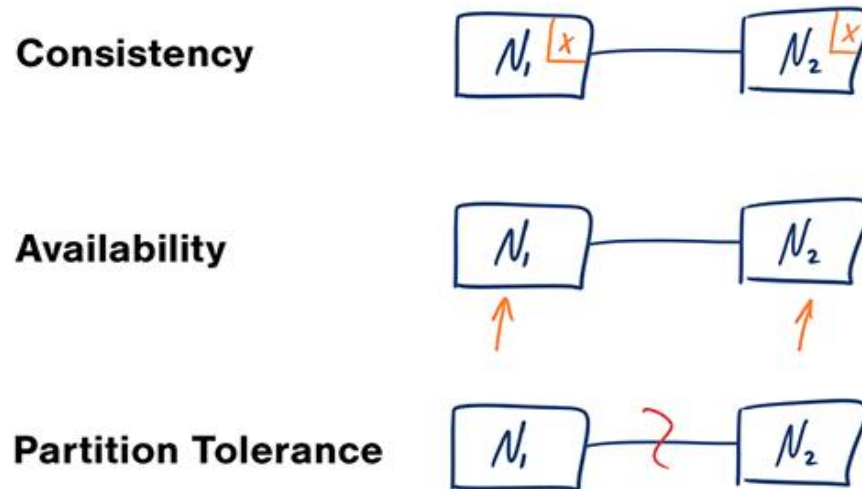 Consistency N₁ x N₂ x
Availability N₁ N₂
Partition Tolerance N₁ N₂